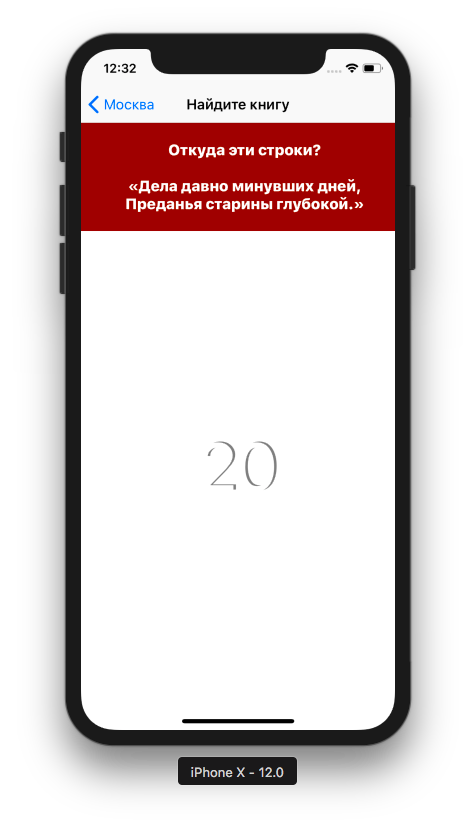 12:32
Москва
Найдите книгу
Откуда эти строки?
«Дела давно минувших дней,
Преданья старины глубокой.»
20
iPhone X - 12.0